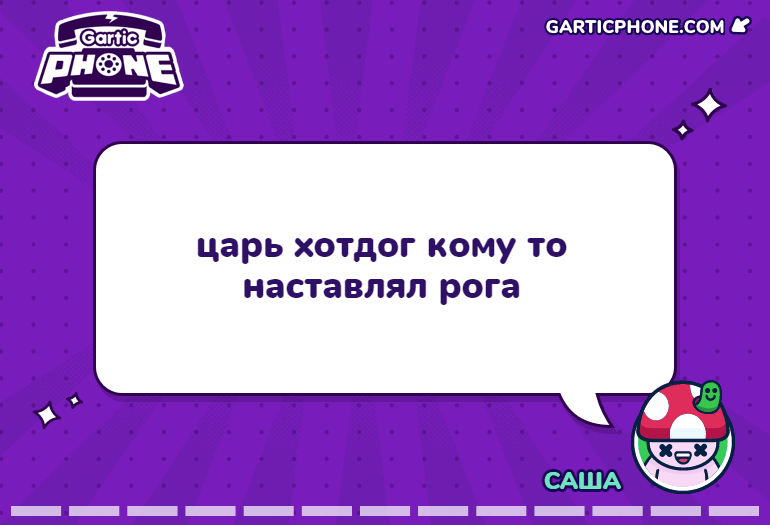 Gartic
PHONE
GARTICPHONE.COM
царь хотдог кому то
наставлял рога
САША